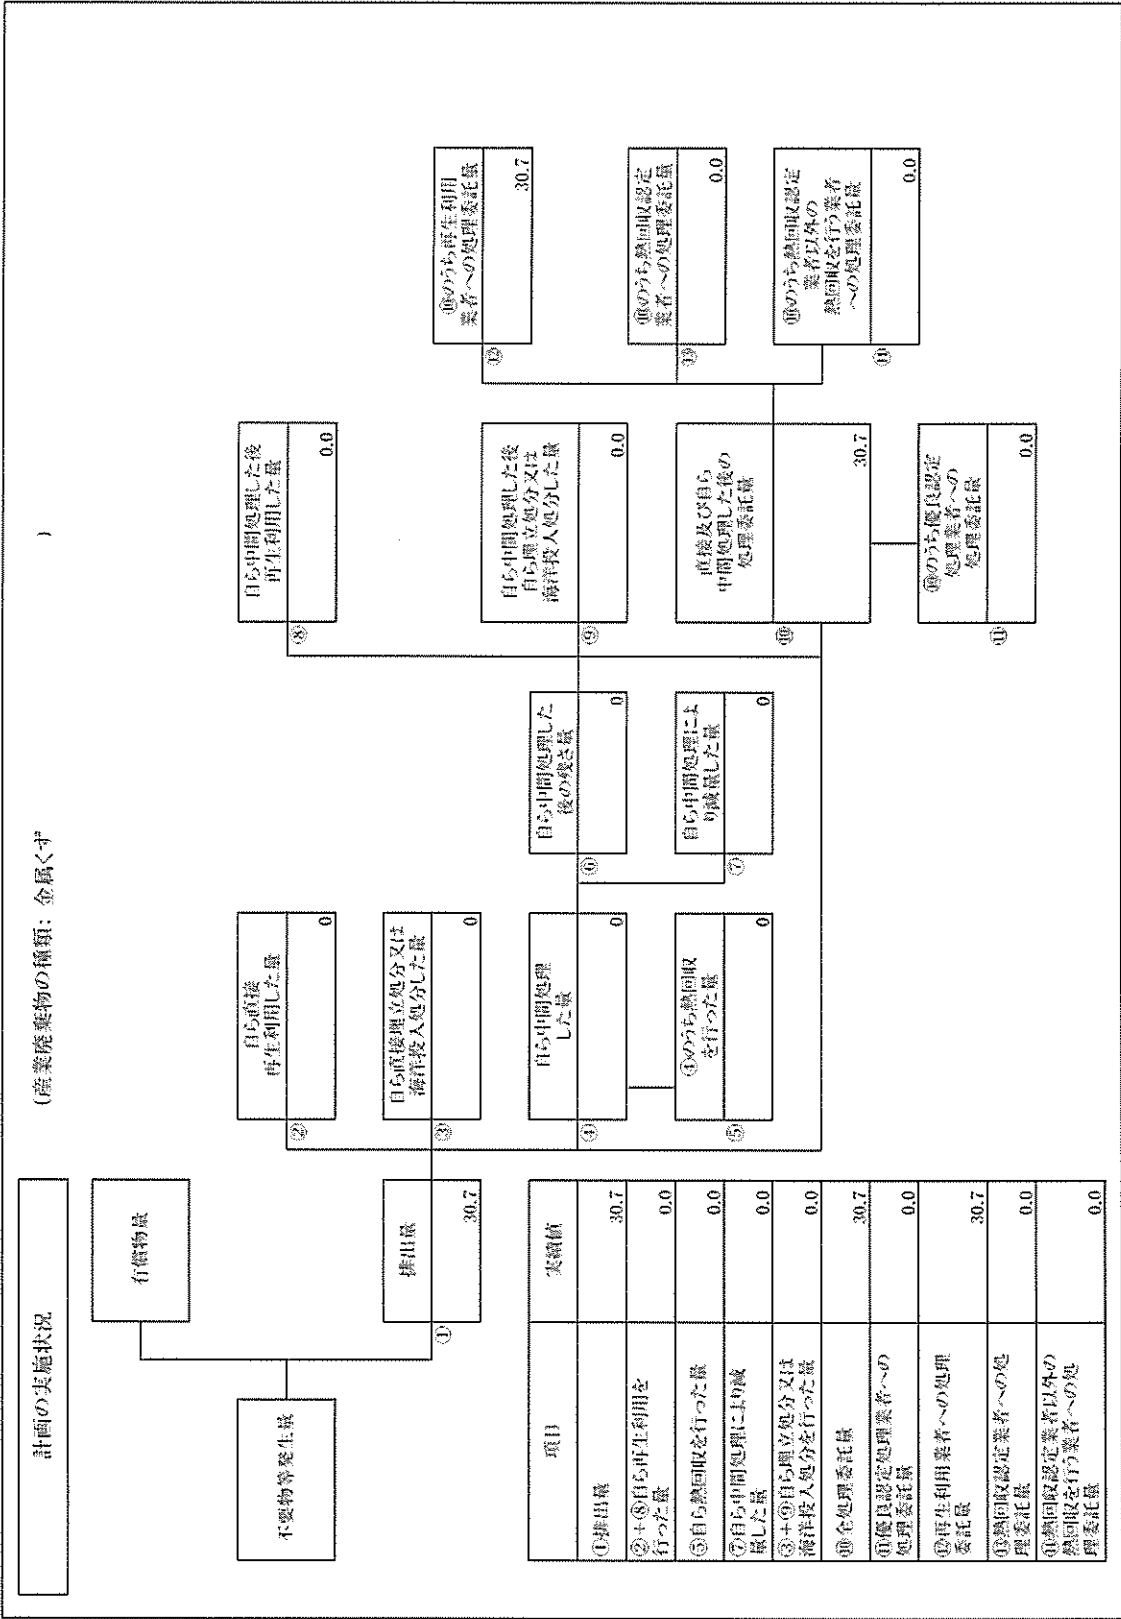 計画の実施状況
(産業廃棄物の種類: 金属くず
)
不要物等発生量
有償物量
①
排出量
30.7
②
自ら直接
再生利用した量
0
③
自ら直接埋立処分又は
海洋投入処分した量
0
④
自ら中間処理
した量
0
⑤
④のうち熱回収
を行った量
0
⑥
自ら中間処理した
後の残さ量
0
⑦
自ら中間処理によ
り減量した量
0
⑧
自ら中間処理した後
再生利用した量
0.0
⑨
自ら中間処理した後
自ら埋立処分又は
海洋投入処分した量
0.0
⑩
直接及び自ら
中間処理した後の
処理委託量
30.7
⑪
⑩のうち優良認定
処理業者への
処理委託量
0.0
⑫
⑩のうち再生利用
業者への処理委託量
30.7
⑬
⑩のうち熱回収認定
業者への処理委託量
0.0
⑭
⑩のうち熱回収認定
業者以外の
熱回収を行う業者
への処理委託量
0.0
項目
実績値
①排出量
30.7
②+⑧自ら再生利用を
行った量
0.0
⑤自ら熱回収を行った量
0.0
⑦自ら中間処理により減
量した量
0.0
③+⑨自ら埋立処分又は
海洋投入処分を行った量
0.0
⑩全処理委託量
30.7
⑪優良認定処理業者への
処理委託量
0.0
⑫再生利用業者への処理
委託量
30.7
⑬熱回収認定業者への処
理委託量
0.0
⑭熱回収認定業者以外の
熱回収を行う業者への処
理委託量
0.0